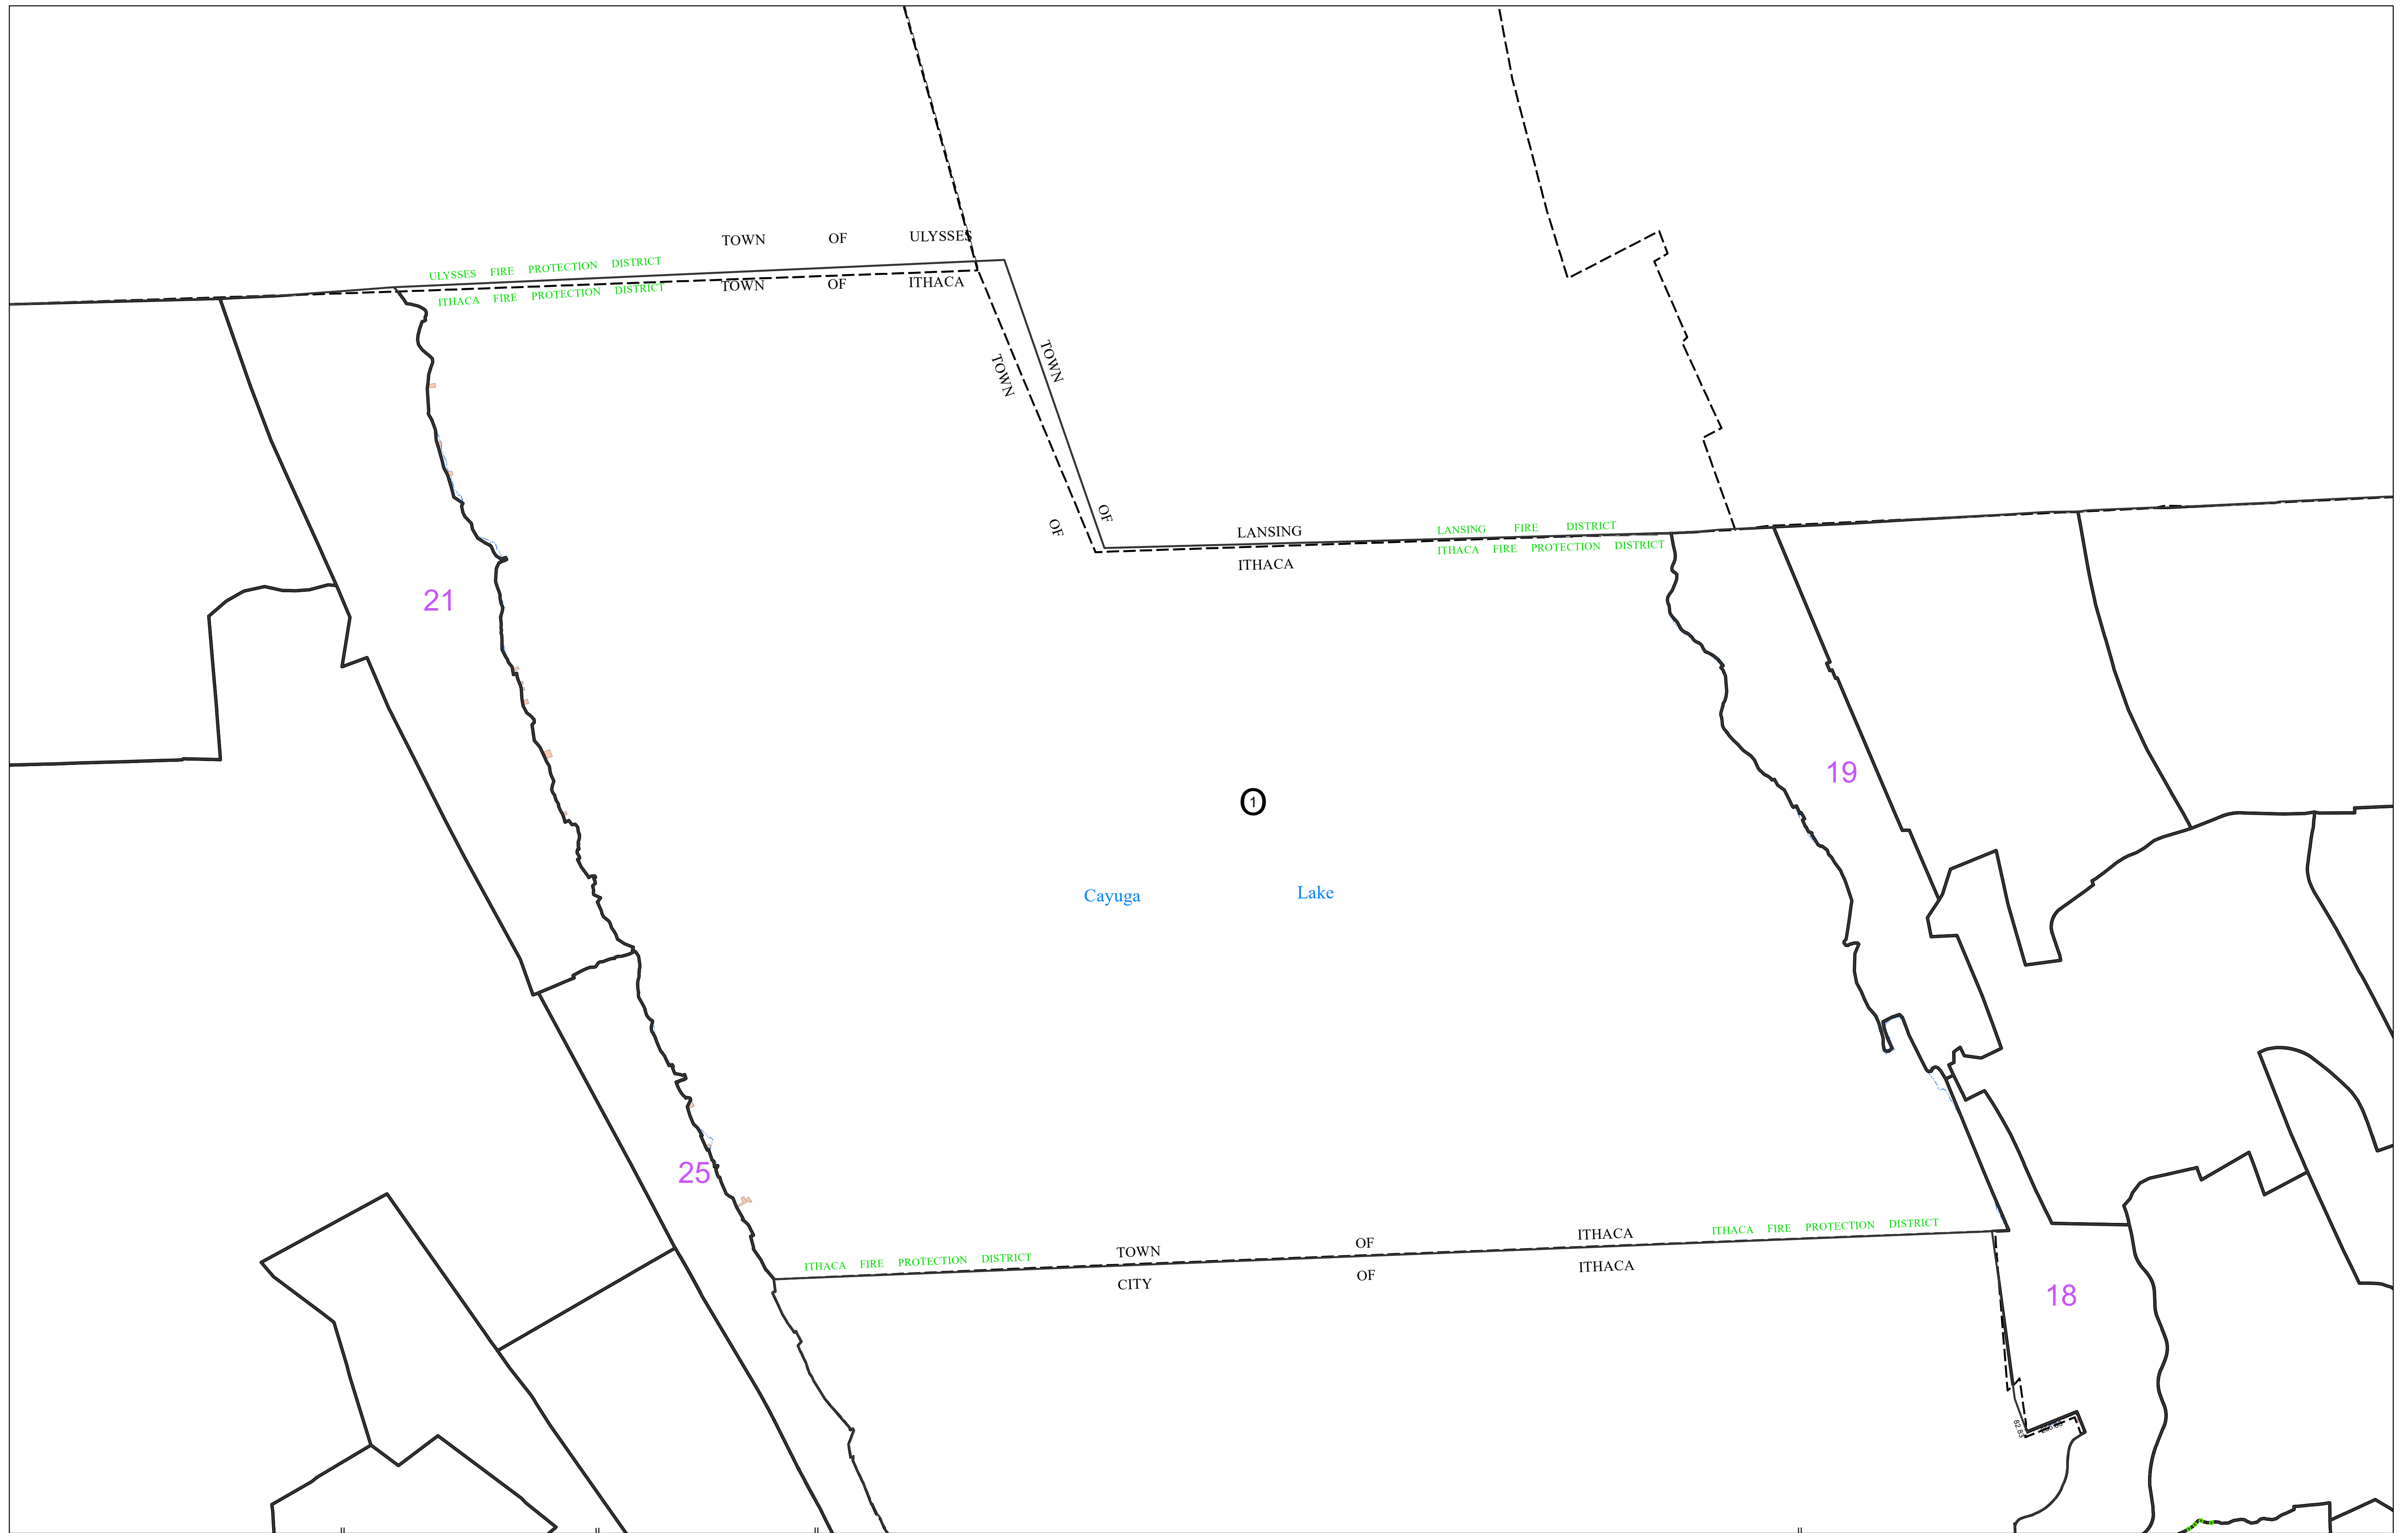 TOWN OF ULYSSES
ULYSSES FIRE PROTECTION DISTRICT
ITHACA FIRE PROTECTION DISTRICT
TOWN OF ITHACA
TOWN OF LANSING
TOWN OF ITHACA
LANSING FIRE DISTRICT
ITHACA FIRE PROTECTION DISTRICT
21
19
1
Cayuga Lake
25
ITHACA FIRE PROTECTION DISTRICT
TOWN OF ITHACA
ITHACA FIRE PROTECTION DISTRICT
CITY OF ITHACA
18
82.83